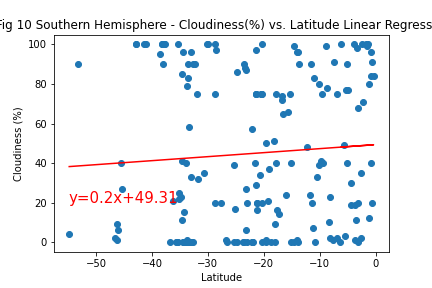 Fig 10 Southern Hemisphere - Cloudiness(%) vs. Latitude Linear Regress
100
80
60
40
20
0
Cloudiness (%)
y=0.2x+49.31
−50 −40 −30 −20 −10 0
Latitude